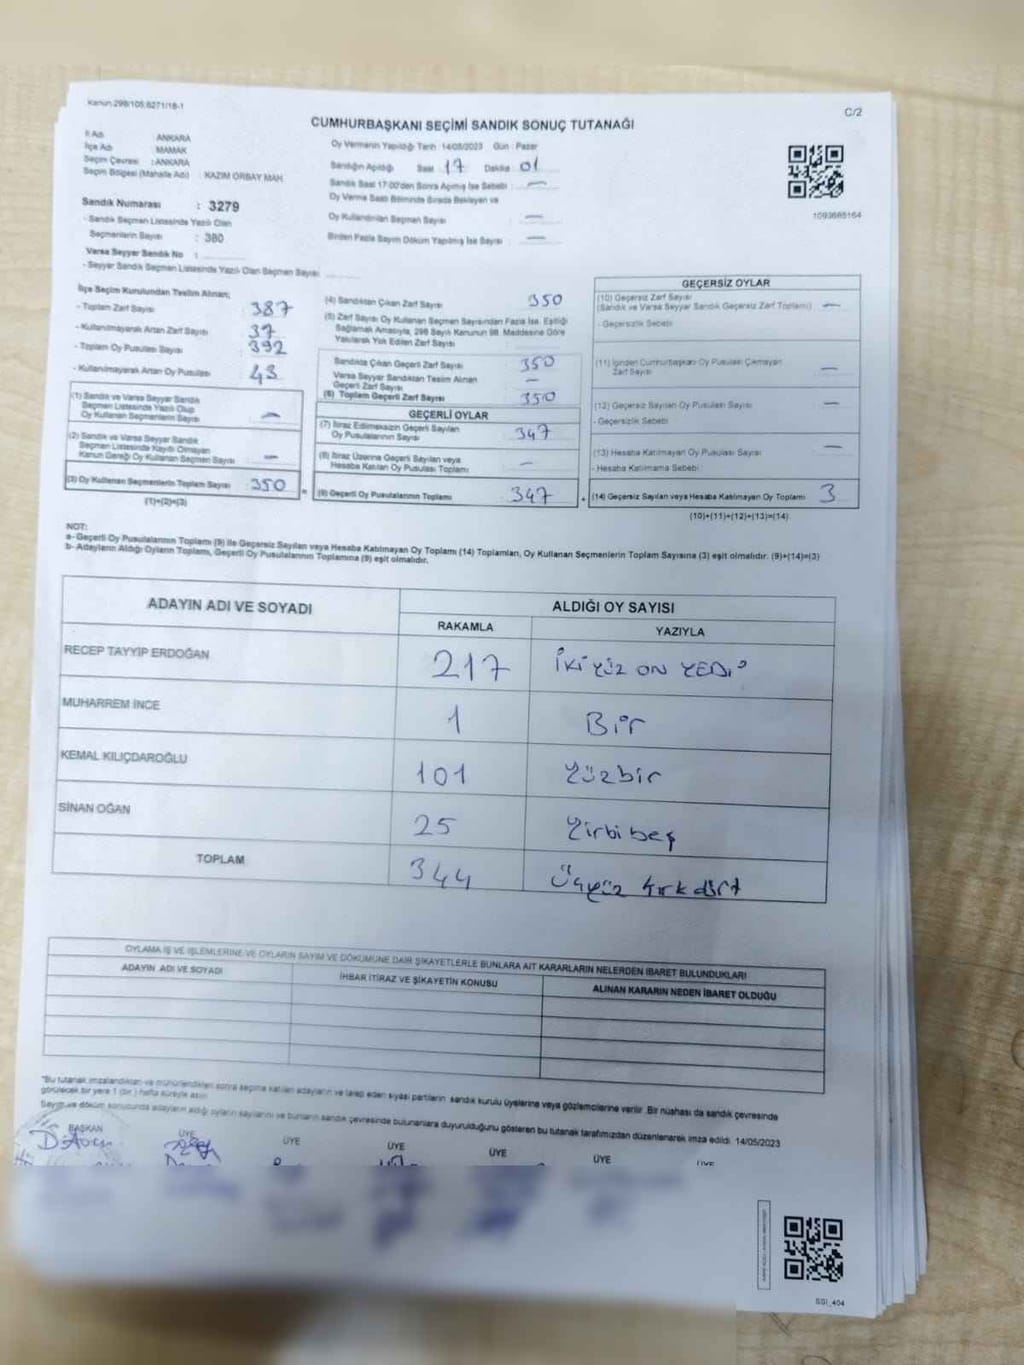 Kanun:298/105,6271/18-1
C/2
CUMHURBAŞKANI SEÇİMİ SANDIK SONUÇ TUTANAĞI
İl Adı ANKARA
İlçe Adı MAMAK
Seçim Çevresi : ANKARA
Seçim Bölgesi (Mahalle Adı) : KAZIM ORBAY MAH
Sandık Numarası : 3279
- Sandık Seçmen Listesinde Yazılı Olan
Seçmenlerin Sayısı : 380
Varsa Seyyar Sandık No :
- Seyyar Sandık Seçmen Listesinde Yazılı Olan Seçmen Sayısı
Oy Vermenin Yapıldığı Tarih 14/05/2023 Gün : Pazar
Sandığın Açıldığı Saat 17 Dakika 01
Sandık Saat 17:00'den Sonra Açılmış İse Sebebi : —
Oy Verme Saati Bitiminde Sırada Bekleyen ve
Oy Kullandırılan Seçmen Sayısı : —
Birden Fazla Sayım Döküm Yapılmış İse Sayısı : —
1093685164
İlçe Seçim Kurulundan Teslim Alınan;
- Toplam Zarf Sayısı 387
- Kullanılmayarak Artan Zarf Sayısı 37
- Toplam Oy Pusulası Sayısı 392
- Kullanılmayarak Artan Oy Pusulası 43
(1) Sandık ve Varsa Seyyar Sandık
Seçmen Listesinde Yazılı Olup
Oy Kullanan Seçmenlerin Sayısı —
(2) Sandık ve Varsa Seyyar Sandık
Seçmen Listesinde Kaydı Olmayan
Kanun Gereği Oy Kullanan Seçmen Sayısı —
(3) Oy Kullanan Seçmenlerin Toplam Sayısı 350
(1)+(2)=(3)
(4) Sandıktan Çıkan Zarf Sayısı 350
(5) Zarf Sayısı Oy Kullanan Seçmen Sayısından Fazla İse, Eşitliği
Sağlamak Amacıyla, 298 Sayılı Kanunun 98. Maddesine Göre
Yakılarak Yok Edilen Zarf Sayısı
Sandıkta Çıkan Geçerli Zarf Sayısı 350
Varsa Seyyar Sandıktan Teslim Alınan
Geçerli Zarf Sayısı —
(6) Toplam Geçerli Zarf Sayısı 350
GEÇERLİ OYLAR
(7) İtiraz Edilmeksizin Geçerli Sayılan
Oy Pusulalarının Sayısı 347
(8) İtiraz Üzerine Geçerli Sayılan veya
Hesaba Katılan Oy Pusulası Toplamı —
= (9) Geçerli Oy Pusulalarının Toplamı 347
GEÇERSİZ OYLAR
(10) Geçersiz Zarf Sayısı
(Sandık ve Varsa Seyyar Sandık Geçersiz Zarf Toplamı) —
- Geçersizlik Sebebi
(11) İçinden Cumhurbaşkanı Oy Pusulası Çıkmayan
Zarf Sayısı —
(12) Geçersiz Sayılan Oy Pusulası Sayısı —
- Geçersizlik Sebebi
(13) Hesaba Katılmayan Oy Pusulası Sayısı —
- Hesaba Katılmama Sebebi
+ (14) Geçersiz Sayılan veya Hesaba Katılmayan Oy Toplamı 3
(10)+(11)+(12)+(13)=(14)
NOT:
a- Geçerli Oy Pusulalarının Toplamı (9) ile Geçersiz Sayılan veya Hesaba Katılmayan Oy Toplamı (14) Toplamları, Oy Kullanan Seçmenlerin Toplam Sayısına (3) eşit olmalıdır. (9)+(14)=(3)
b- Adayların Aldığı Oyların Toplamı, Geçerli Oy Pusulalarının Toplamına (9) eşit olmalıdır.
ADAYIN ADI VE SOYADI ALDIĞI OY SAYISI
RAKAMLA YAZIYLA
RECEP TAYYİP ERDOĞAN 217 İKİ YÜZ ON YEDİ
MUHARREM İNCE 1 Bir
KEMAL KILIÇDAROĞLU 101 Yüzbir
SİNAN OĞAN 25 Yirbi beş
TOPLAM 344 Üçyüz kırk dört
OYLAMA İŞ VE İŞLEMLERİNE VE OYLARIN SAYIM VE DÖKÜMÜNE DAİR ŞİKAYETLERLE BUNLARA AİT KARARLARIN NELERDEN İBARET BULUNDUKLARI
ADAYIN ADI VE SOYADI İHBAR İTİRAZ VE ŞİKAYETİN KONUSU ALINAN KARARIN NEDEN İBARET OLDUĞU
"Bu tutanak imzalandıktan ve mühürlendikten sonra seçime katılan adayların ve talep eden siyasi partilerin sandık kurulu üyelerine veya gözlemcilerine verilir. Bir nüshası da sandık çevresinde
görülecek bir yere 1 (bir) hafta süreyle asılır.
Sayım ve döküm sonucunda adayların aldığı oyların sayılarını ve bunların sandık çevresinde bulunanlara duyurulduğunu gösteren bu tutanak tarafımızdan düzenlenerek imza edildi. 14/05/2023
BAŞKAN ÜYE ÜYE ÜYE ÜYE ÜYE ÜYE
SSİ_404